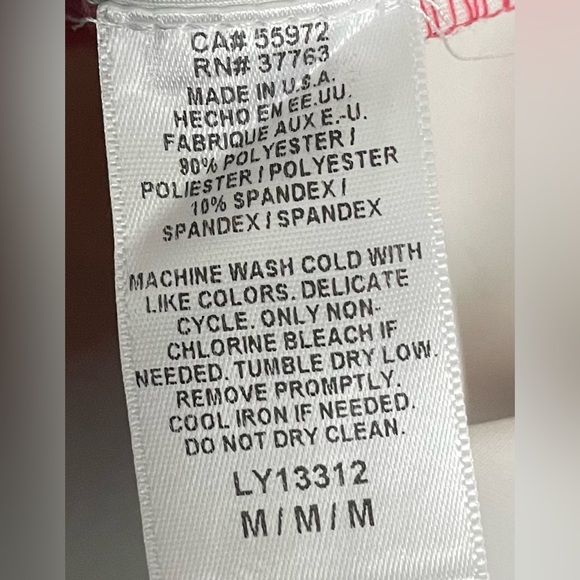 CA# 55972
RN# 37763
MADE IN U.S.A.
HECHO EN EE.UU.
FABRIQUE AUX E.-U.
90% POLYESTER /
POLIESTER / POLYESTER
10% SPANDEX /
SPANDEX / SPANDEX
MACHINE WASH COLD WITH
LIKE COLORS. DELICATE
CYCLE. ONLY NON-
CHLORINE BLEACH IF
NEEDED. TUMBLE DRY LOW.
REMOVE PROMPTLY.
COOL IRON IF NEEDED.
DO NOT DRY CLEAN.
LY13312
M / M / M